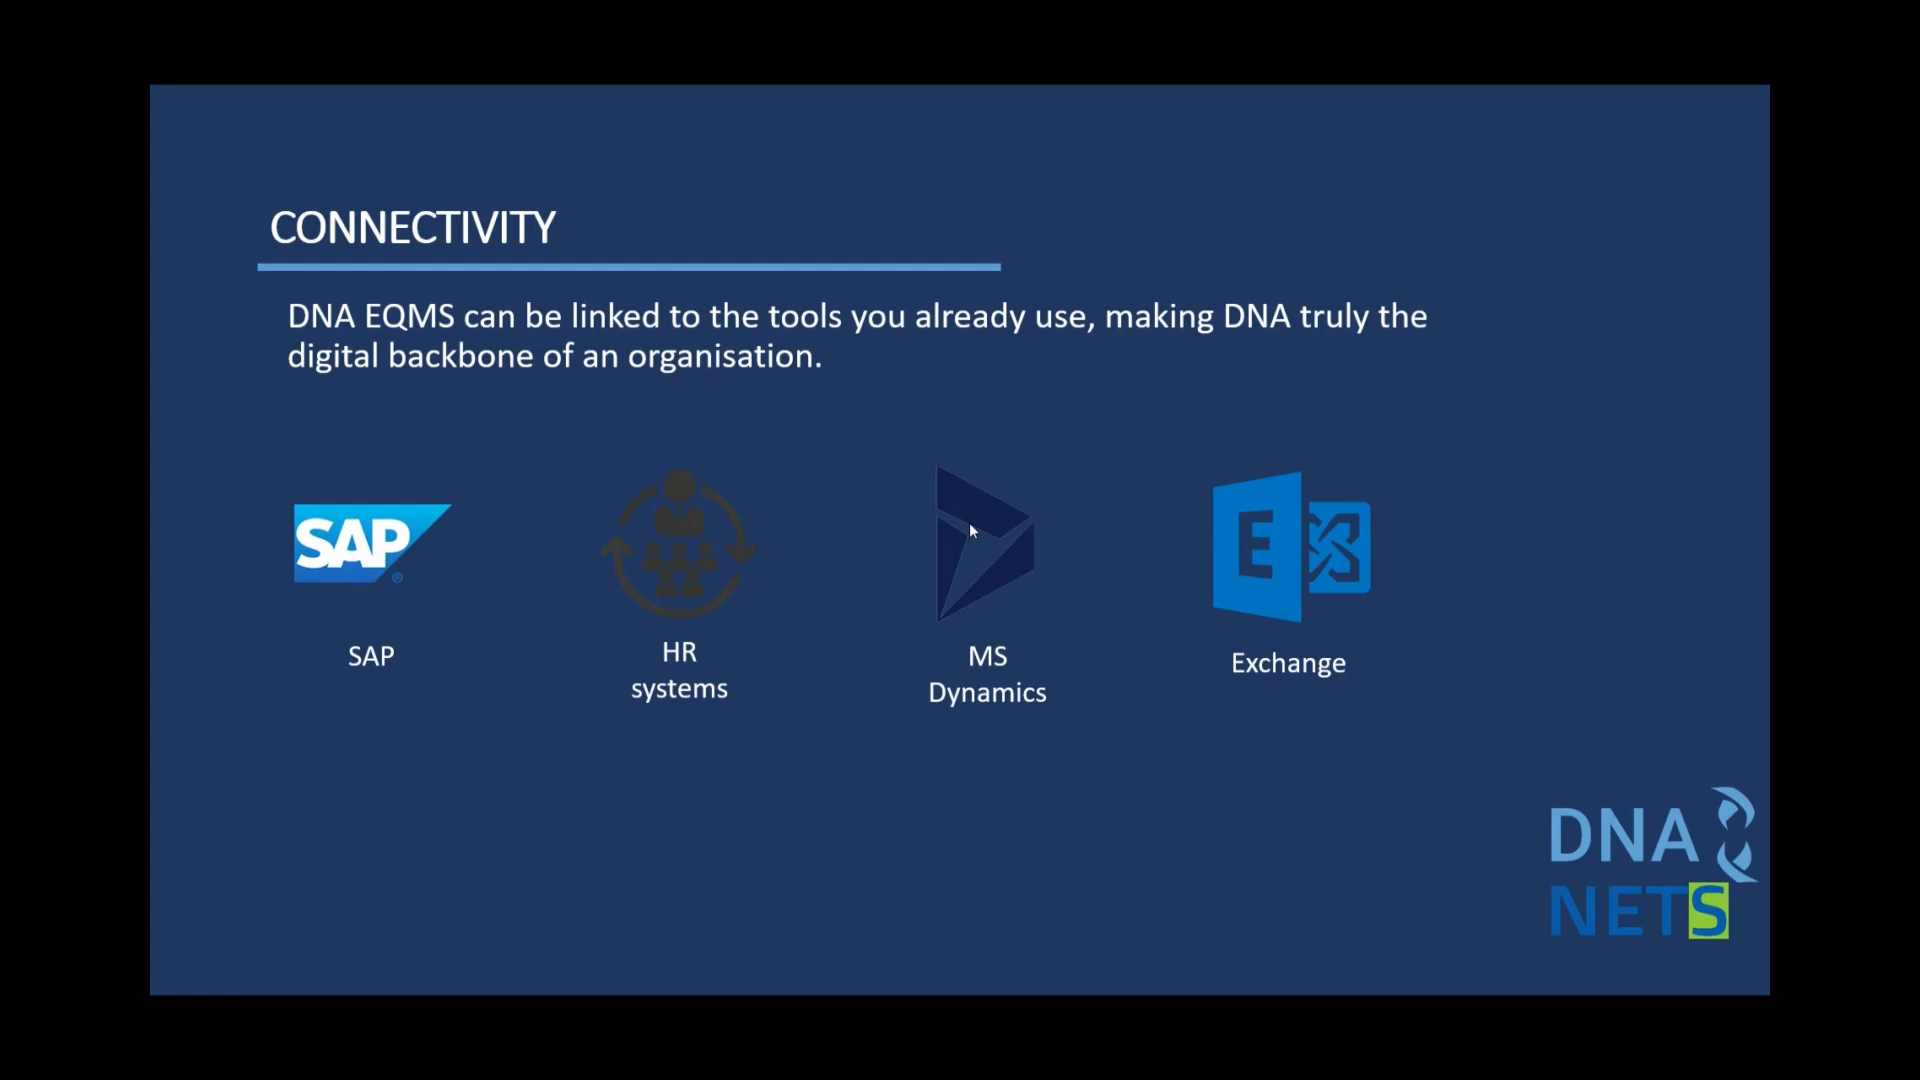 CONNECTIVITY
DNA EQMS can be linked to the tools you already use, making DNA truly the
digital backbone of an organisation.
SAP®
E
SAP
HR
systems
MS
Dynamics
Exchange
DNA
NETS